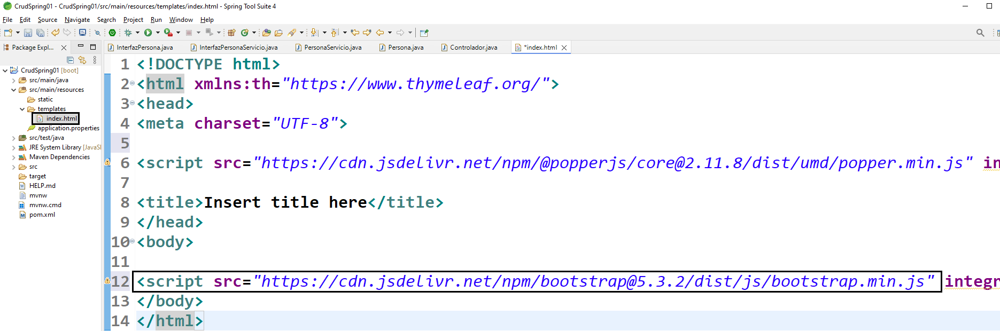 CrudSpring01 - CrudSpring01/src/main/resources/templates/index.html - Spring Tool Suite 4
File Edit Source Navigate Search Project Run Window Help
Package Expl...
InterfazPersona.java InterfazPersonaServicio.java PersonaServicio.java Persona.java Controlador.java *index.html
CrudSpring01 [boot]
src/main/java
src/main/resources
static
templates
index.html
application.properties
src/test/java
JRE System Library [JavaS
Maven Dependencies
src
target
HELP.md
mvnw
mvnw.cmd
pom.xml
1 <!DOCTYPE html>
2 <html xmlns:th="https://www.thymeleaf.org/">
3 <head>
4 <meta charset="UTF-8">
5
6 <script src="https://cdn.jsdelivr.net/npm/@popperjs/core@2.11.8/dist/umd/popper.min.js" in
7
8 <title>Insert title here</title>
9 </head>
10 <body>
11
12 <script src="https://cdn.jsdelivr.net/npm/bootstrap@5.3.2/dist/js/bootstrap.min.js" integr
13 </body>
14 </html>